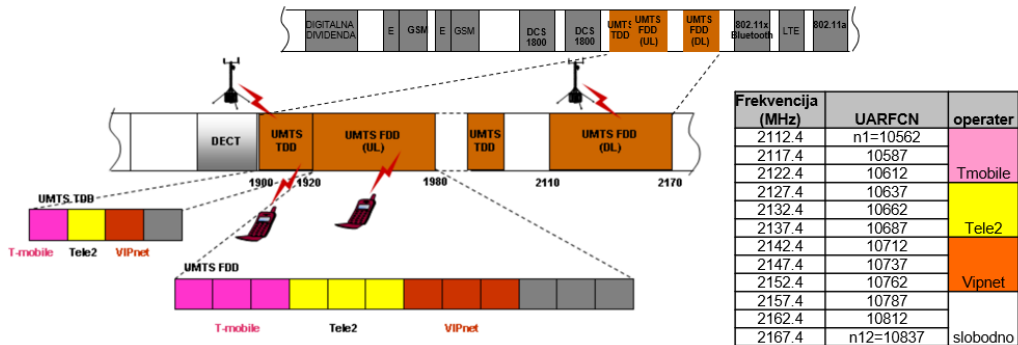 DIGITALNA DIVIDENDA
E
GSM
E
GSM
DCS 1800
DCS 1800
UMTS TDD
UMTS FDD (UL)
UMTS FDD (DL)
802.11x Bluetooth
LTE
802.11a
DECT
UMTS TDD
UMTS FDD (UL)
UMTS TDD
UMTS FDD (DL)
1900 1920 1980 2110 2170
UMTS TDD
T-mobile Tele2 VIPnet
UMTS FDD
T-mobile Tele2 VIPnet
Frekvencija (MHz) UARFCN operater
2112.4 n1=10562
2117.4 10587
2122.4 10612 Tmobile
2127.4 10637
2132.4 10662
2137.4 10687 Tele2
2142.4 10712
2147.4 10737
2152.4 10762 Vipnet
2157.4 10787
2162.4 10812
2167.4 n12=10837 slobodno